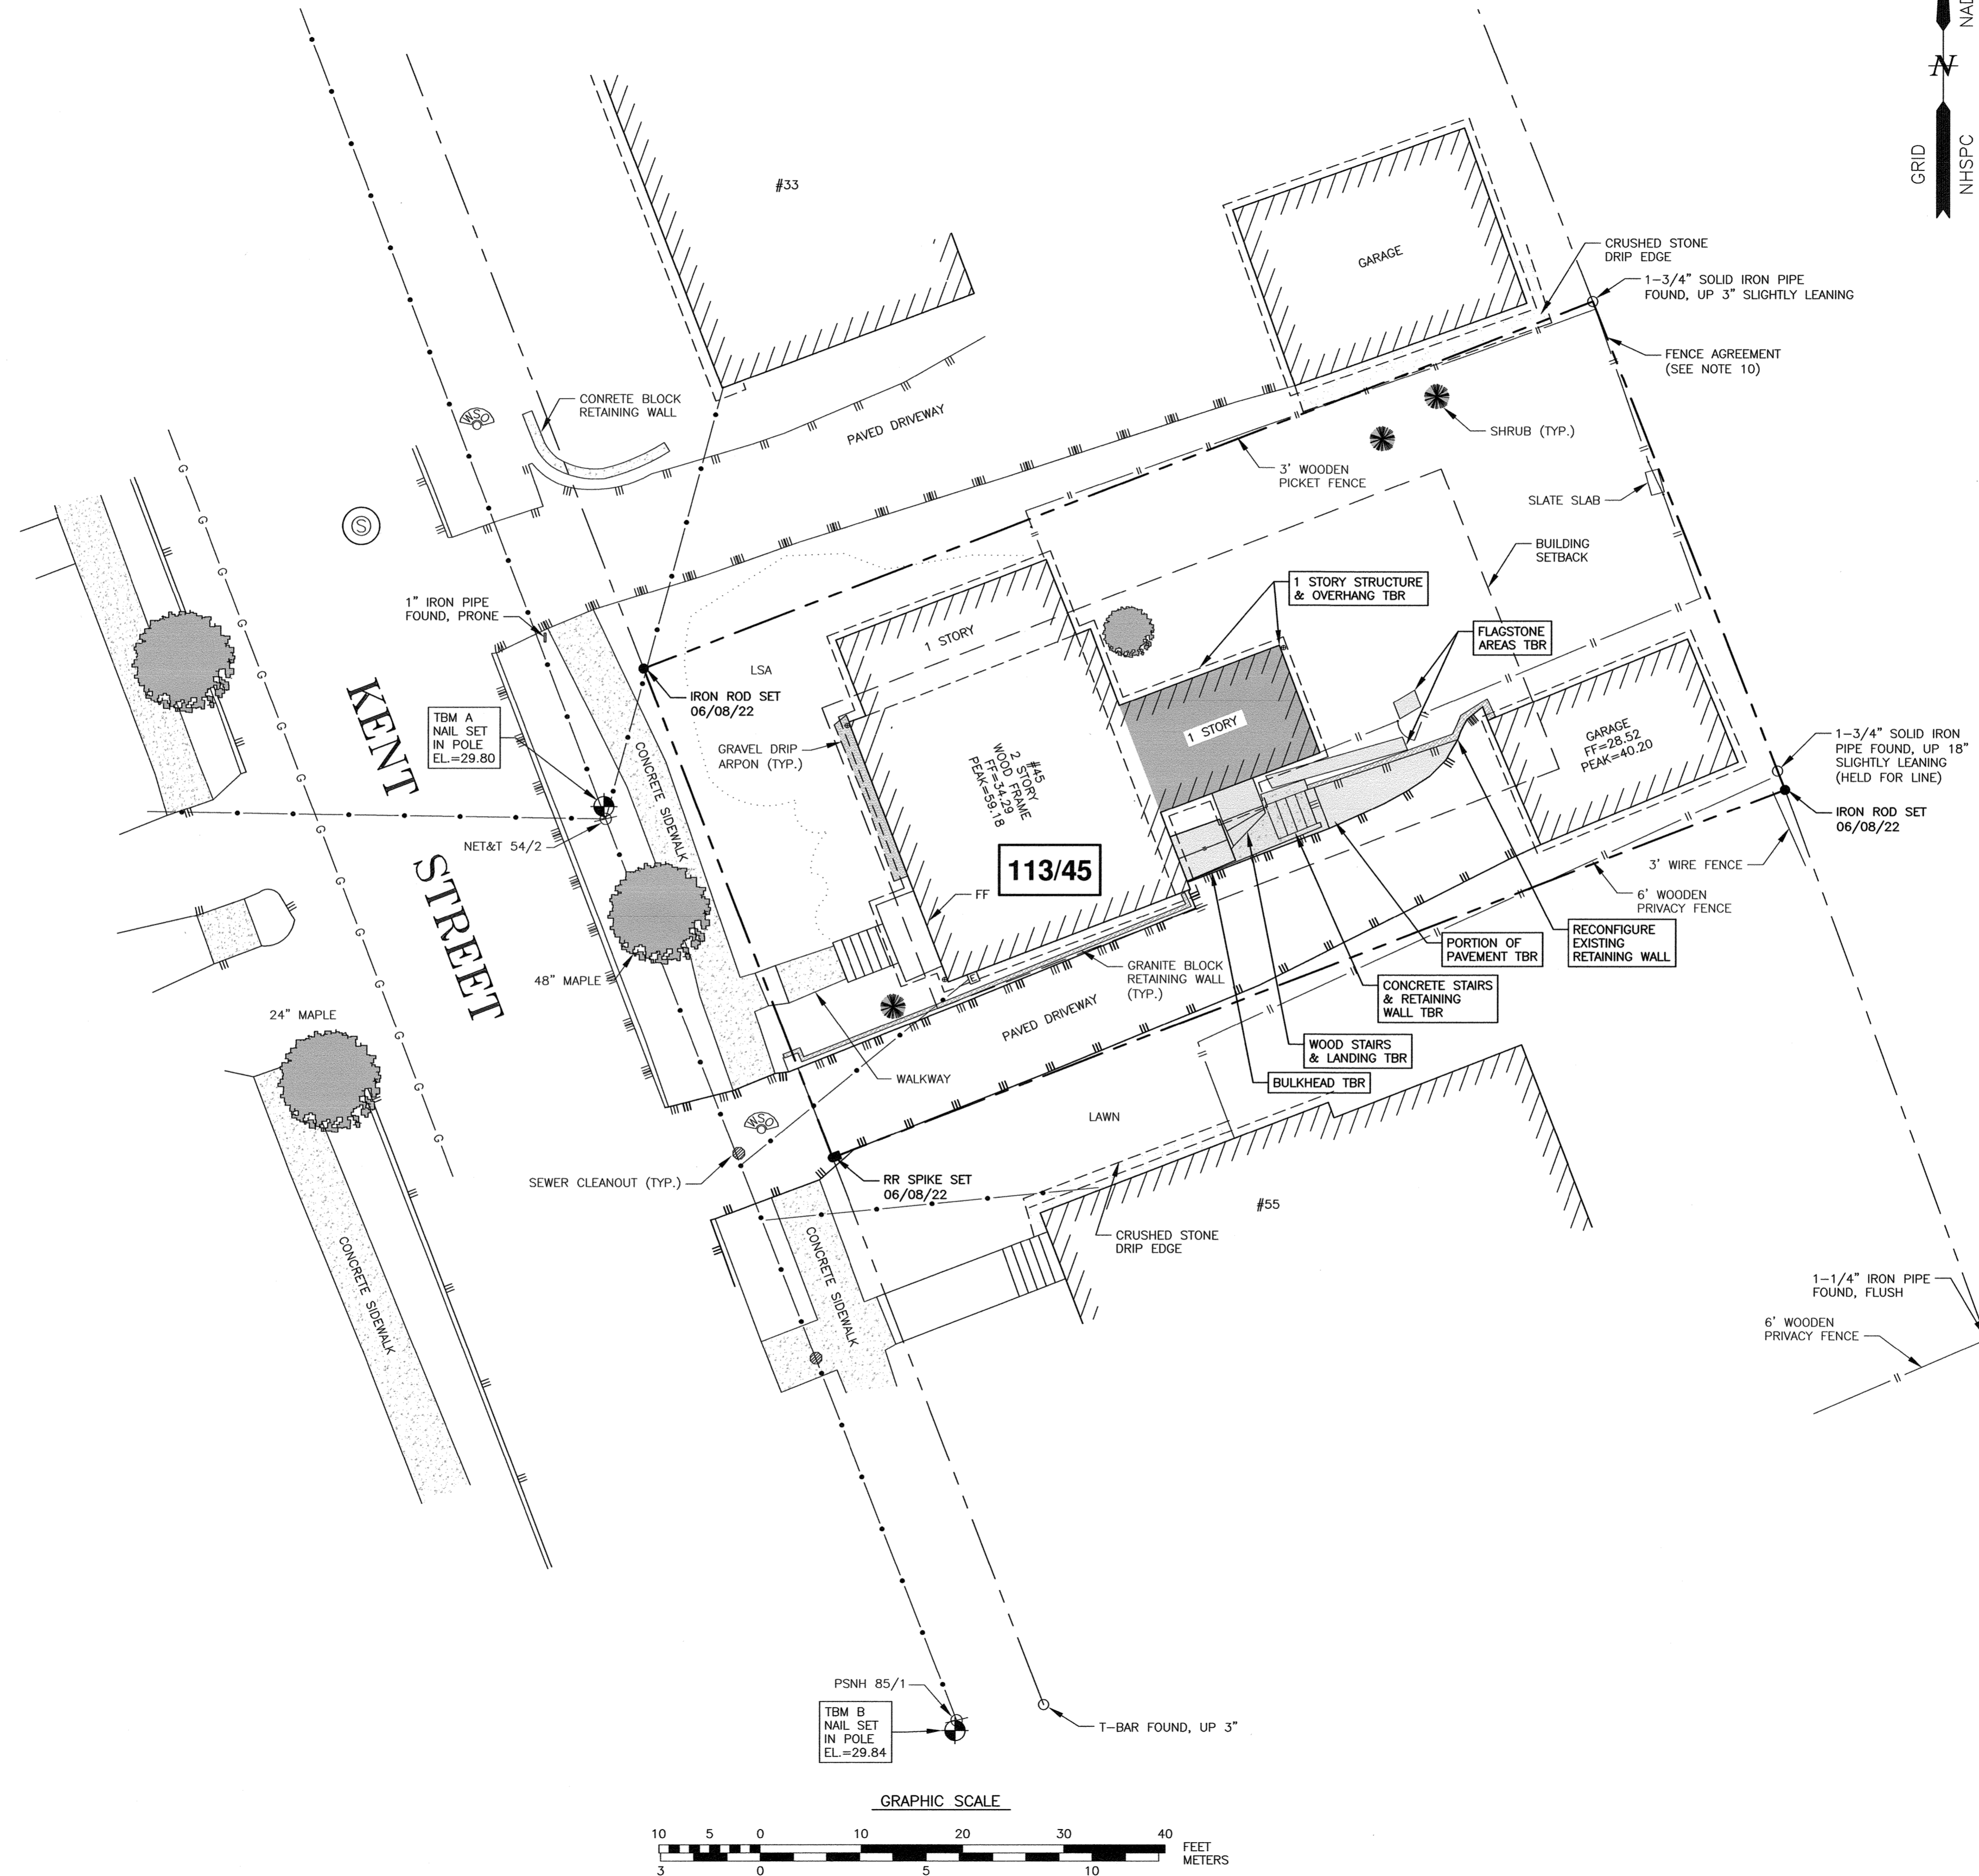 NAD
N
GRID
NHSPC
#33
GARAGE
CRUSHED STONE
DRIP EDGE
1-3/4" SOLID IRON PIPE
FOUND, UP 3" SLIGHTLY LEANING
FENCE AGREEMENT
(SEE NOTE 10)
CONRETE BLOCK
RETAINING WALL
WSO
PAVED DRIVEWAY
SHRUB (TYP.)
3' WOODEN
PICKET FENCE
SLATE SLAB
S
BUILDING
SETBACK
1" IRON PIPE
FOUND, PRONE
1 STORY STRUCTURE
& OVERHANG TBR
FLAGSTONE
AREAS TBR
1 STORY
LSA
IRON ROD SET
06/08/22
KENT
STREET
TBM A
NAIL SET
IN POLE
EL.=29.80
GRAVEL DRIP
ARPON (TYP.)
CONCRETE SIDEWALK
1 STORY
#45
2 STORY
WOOD FRAME
FF=34.29
PEAK=59.18
GARAGE
FF=28.52
PEAK=40.20
1-3/4" SOLID IRON
PIPE FOUND, UP 18"
SLIGHTLY LEANING
(HELD FOR LINE)
IRON ROD SET
06/08/22
NET&T 54/2
113/45
3' WIRE FENCE
FF
6' WOODEN
PRIVACY FENCE
RECONFIGURE
EXISTING
RETAINING WALL
PORTION OF
PAVEMENT TBR
GRANITE BLOCK
RETAINING WALL
(TYP.)
E
CONCRETE STAIRS
& RETAINING
WALL TBR
48" MAPLE
24" MAPLE
PAVED DRIVEWAY
WOOD STAIRS
& LANDING TBR
BULKHEAD TBR
WALKWAY
LAWN
WSO
SEWER CLEANOUT (TYP.)
RR SPIKE SET
06/08/22
#55
CRUSHED STONE
DRIP EDGE
CONCRETE SIDEWALK
CONCRETE SIDEWALK
1-1/4" IRON PIPE
FOUND, FLUSH
6' WOODEN
PRIVACY FENCE
G G G G G G G G G G G G G G
PSNH 85/1
TBM B
NAIL SET
IN POLE
EL.=29.84
T-BAR FOUND, UP 3"
GRAPHIC SCALE
10 5 0 10 20 30 40
FEET
METERS
3 0 5 10